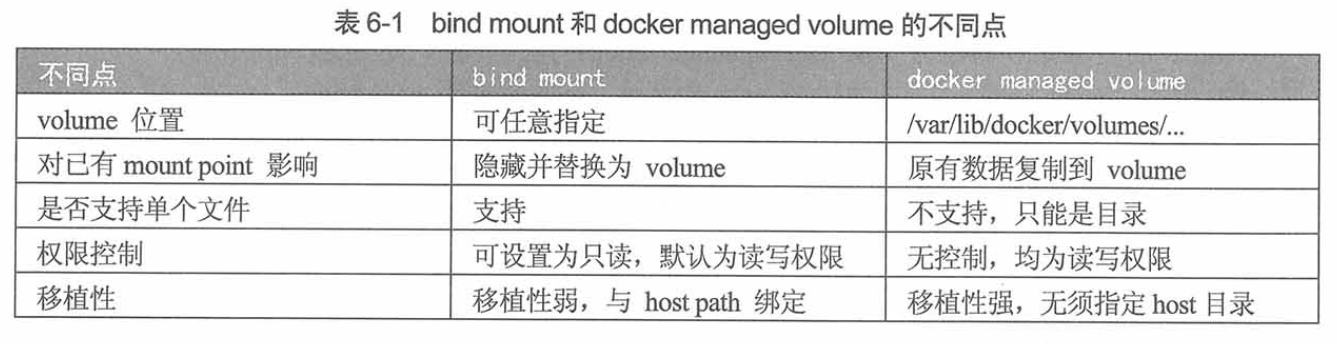 表 6-1 bind mount 和 docker managed volume 的不同点
不同点 bind mount docker managed volume
volume 位置 可任意指定 /var/lib/docker/volumes/...
对已有 mount point 影响 隐藏并替换为 volume 原有数据复制到 volume
是否支持单个文件 支持 不支持，只能是目录
权限控制 可设置为只读，默认为读写权限 无控制，均为读写权限
移植性 移植性弱，与 host path 绑定 移植性强，无须指定 host 目录